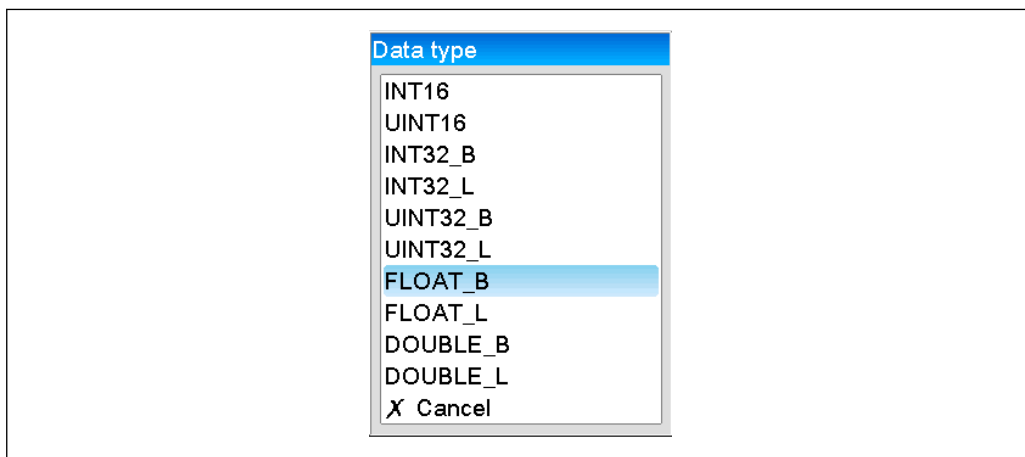 Data type
INT16
UINT16
INT32_B
INT32_L
UINT32_B
UINT32_L
FLOAT_B
FLOAT_L
DOUBLE_B
DOUBLE_L
X Cancel